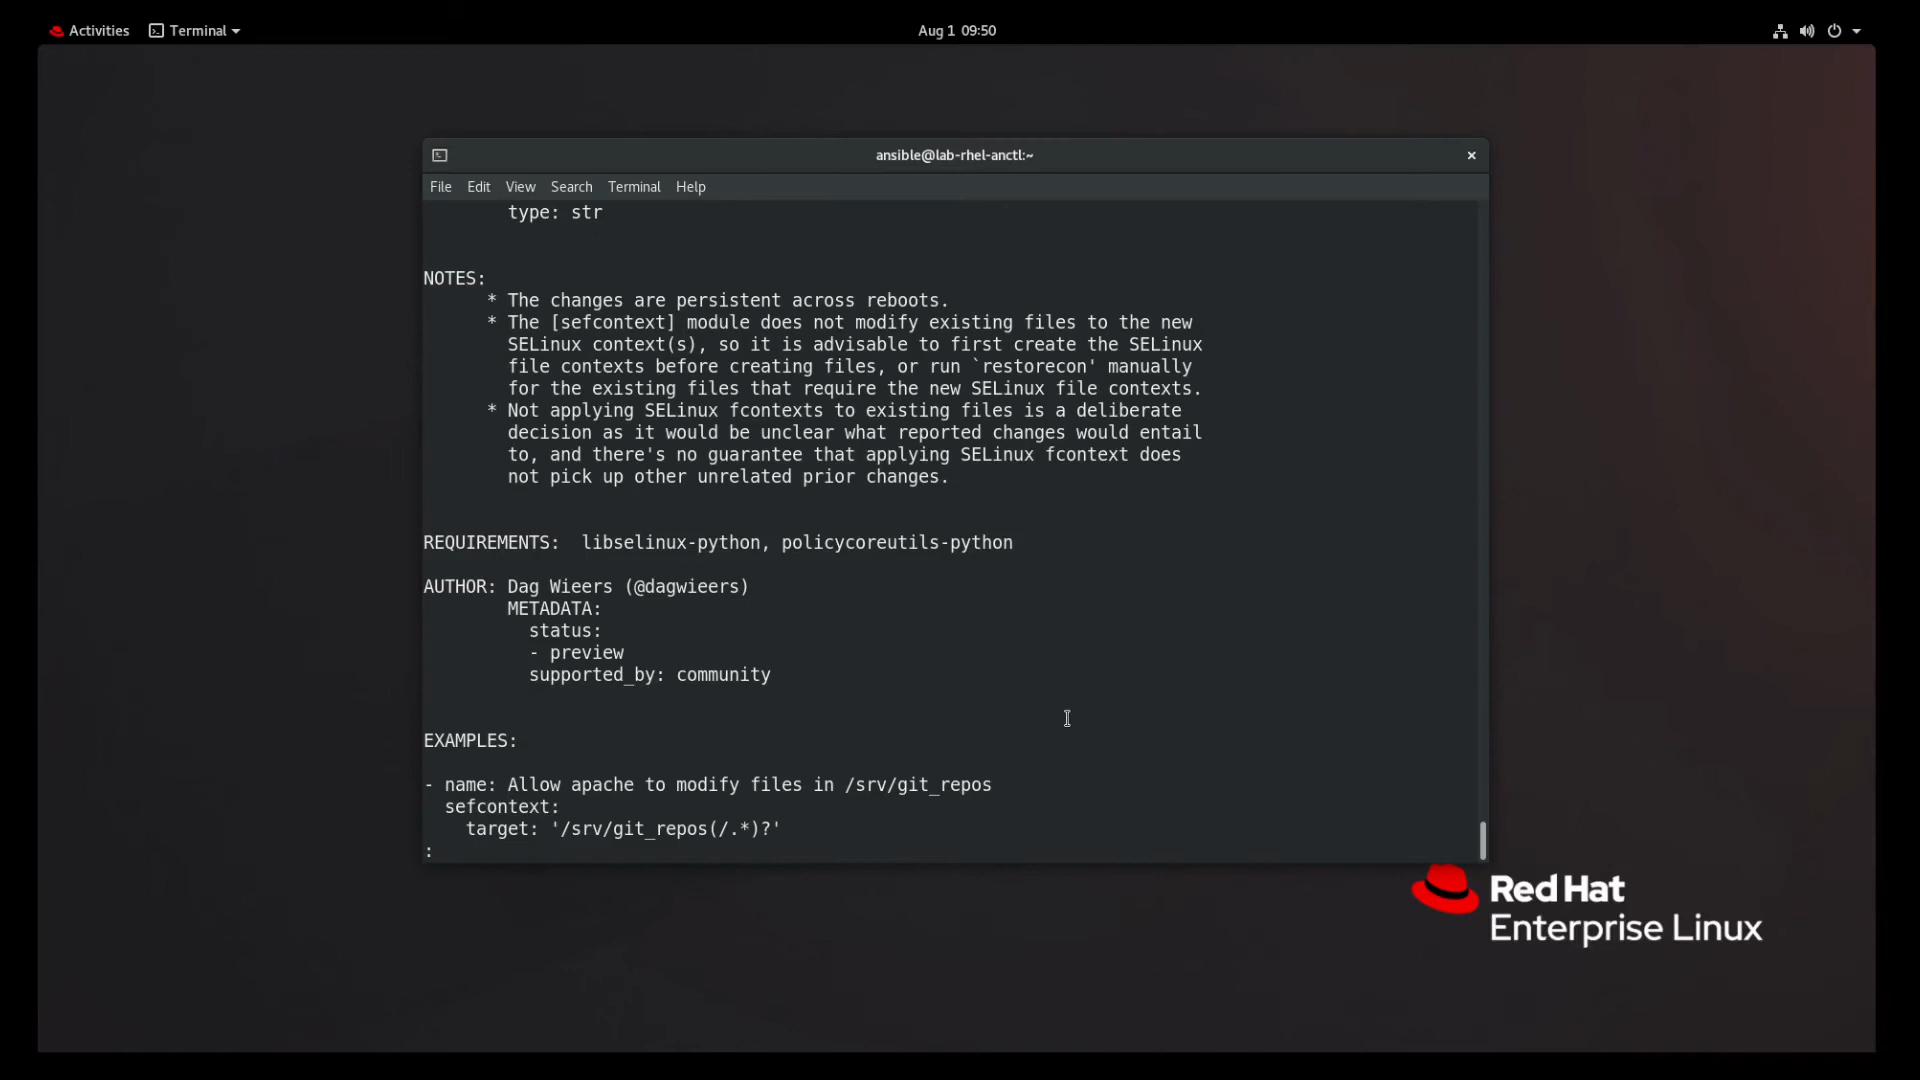 Activities
Terminal
Aug 1 09:50
ansible@lab-rhel-anctl:~
File Edit View Search Terminal Help
type: str
NOTES:
* The changes are persistent across reboots.
* The [sefcontext] module does not modify existing files to the new
SELinux context(s), so it is advisable to first create the SELinux
file contexts before creating files, or run `restorecon' manually
for the existing files that require the new SELinux file contexts.
* Not applying SELinux fcontexts to existing files is a deliberate
decision as it would be unclear what reported changes would entail
to, and there's no guarantee that applying SELinux fcontext does
not pick up other unrelated prior changes.
REQUIREMENTS:  libselinux-python, policycoreutils-python
AUTHOR: Dag Wieers (@dagwieers)
METADATA:
status:
- preview
supported_by: community
EXAMPLES:
- name: Allow apache to modify files in /srv/git_repos
sefcontext:
target: '/srv/git_repos(/.*)?'
:
Red Hat
Enterprise Linux